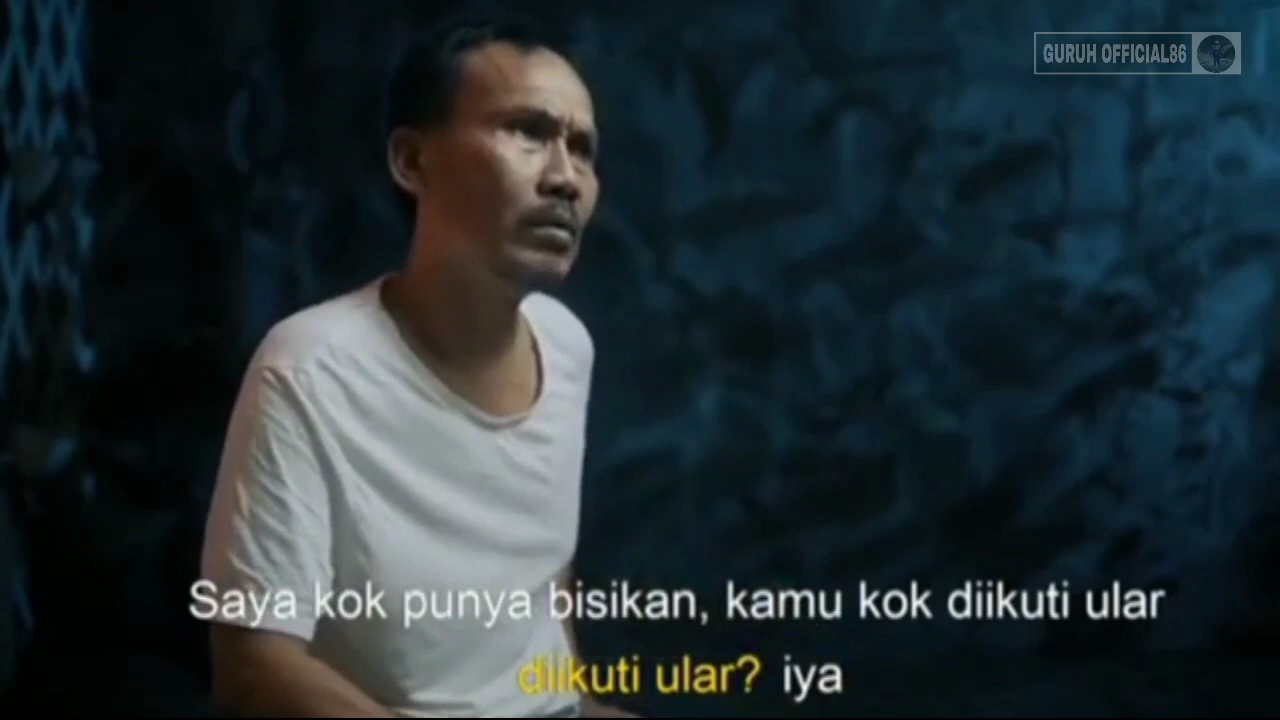 GURUH OFFICIAL86
Saya kok punya bisikan, kamu kok diikuti ular
diikuti ular? iya